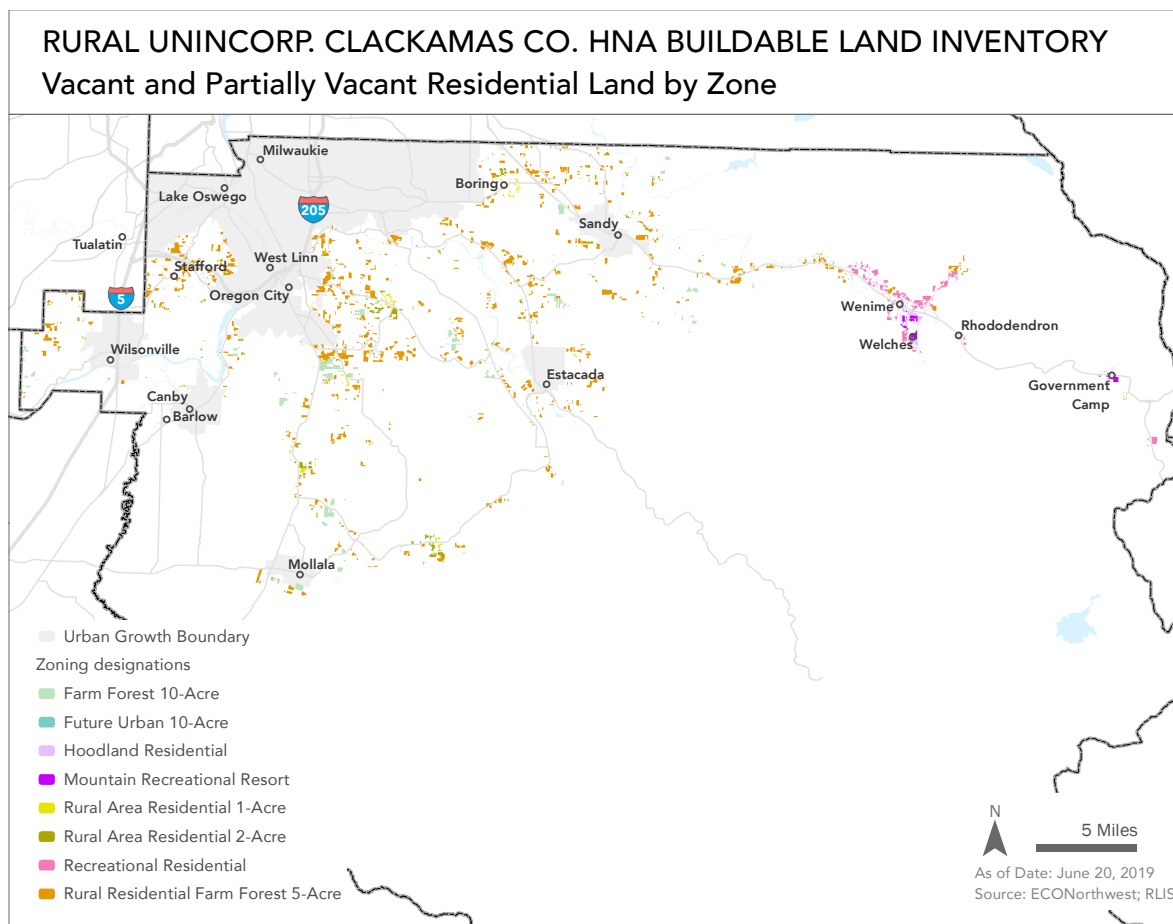 RURAL UNINCORP. CLACKAMAS CO. HNA BUILDABLE LAND INVENTORY
Vacant and Partially Vacant Residential Land by Zone
Milwaukie
Boring
Lake Oswego
205
Sandy
Tualatin
West Linn
Stafford
Oregon City
5
Wenime
Rhododendron
Welches
Wilsonville
Estacada
Government
Camp
Canby
Barlow
Mollala
Urban Growth Boundary
Zoning designations
Farm Forest 10-Acre
Future Urban 10-Acre
Hoodland Residential
Mountain Recreational Resort
Rural Area Residential 1-Acre
Rural Area Residential 2-Acre
Recreational Residential
Rural Residential Farm Forest 5-Acre
N
5 Miles
As of Date: June 20, 2019
Source: ECONorthwest; RLIS